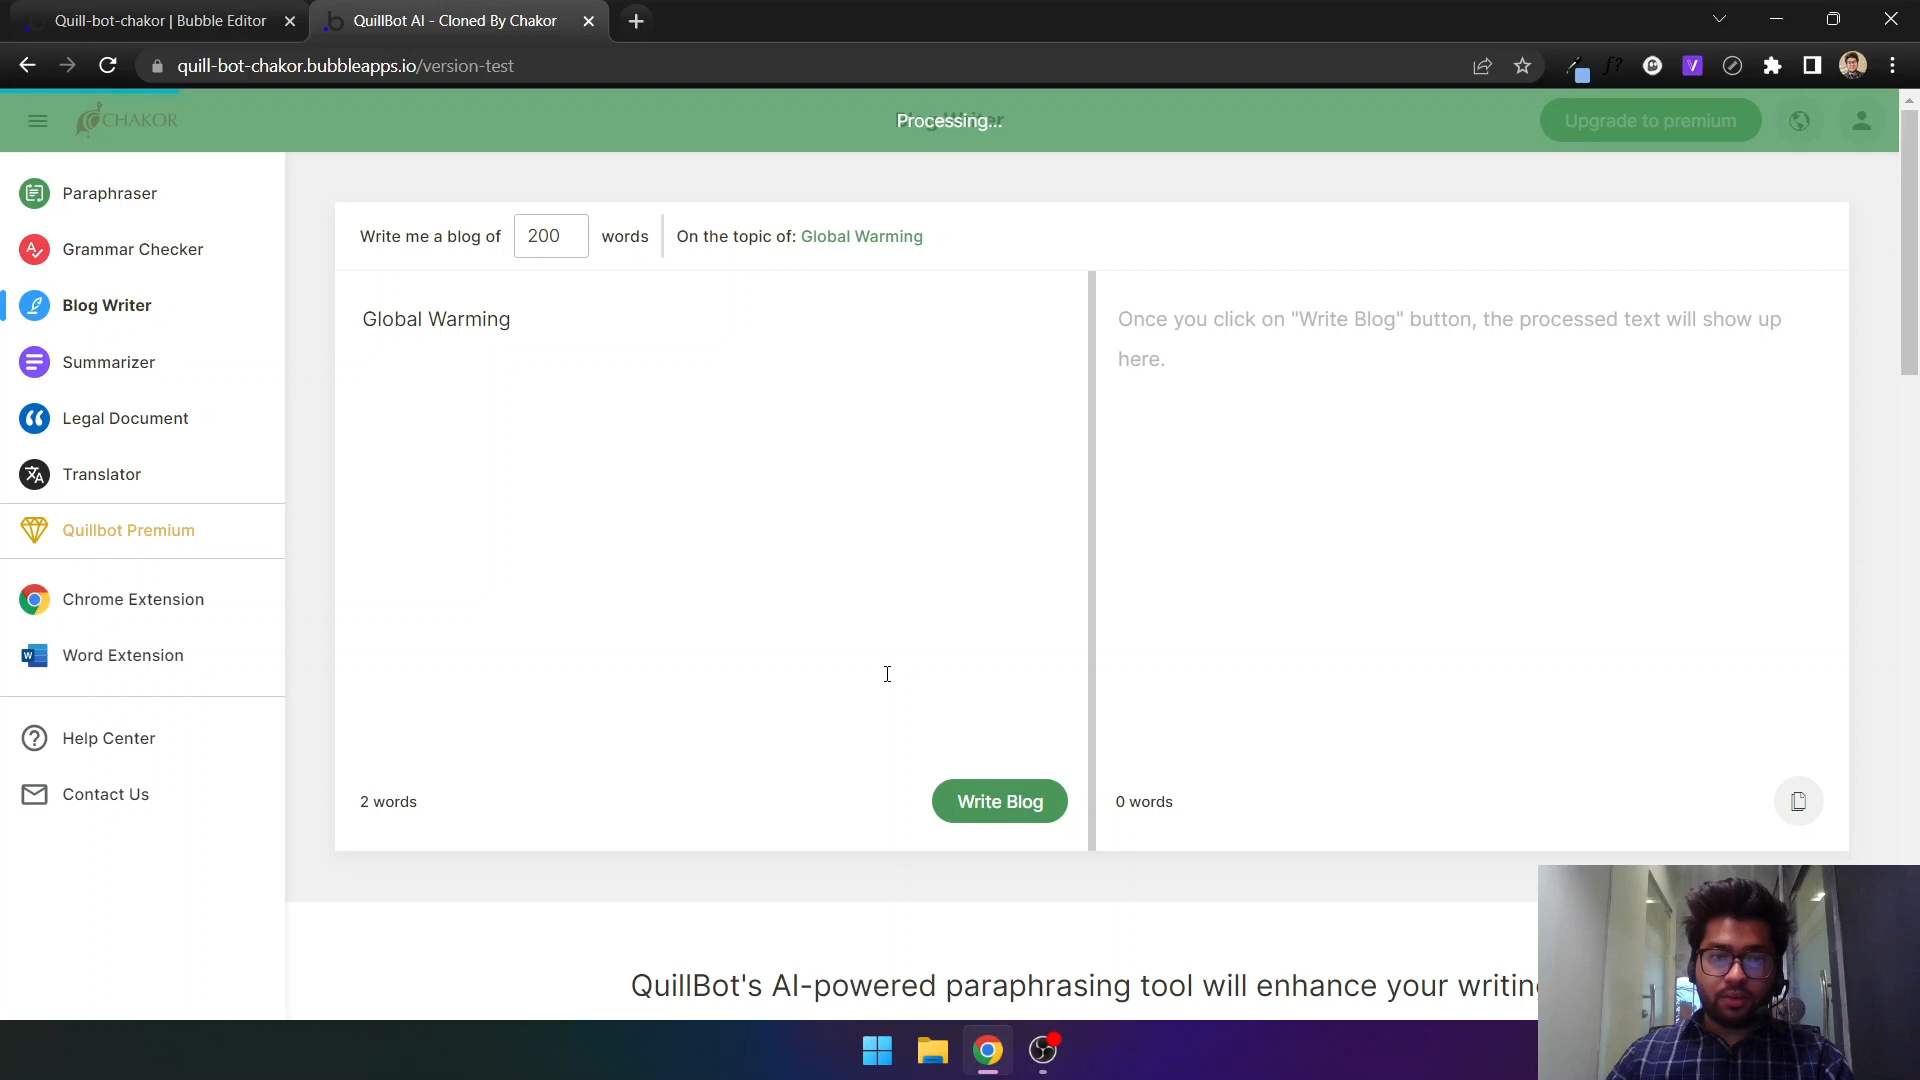 Quill-bot-chakor | Bubble Editor
QuillBot AI - Cloned By Chakor
quill-bot-chakor.bubbleapps.io/version-test
CHAKOR
Processing...
Upgrade to premium
Paraphraser
Grammar Checker
Blog Writer
Summarizer
Legal Document
Translator
Quillbot Premium
Chrome Extension
Word Extension
Help Center
Contact Us
Write me a blog of 200 words On the topic of: Global Warming
Global Warming
2 words
Write Blog
Once you click on "Write Blog" button, the processed text will show up
here.
0 words
QuillBot's AI-powered paraphrasing tool will enhance your writing